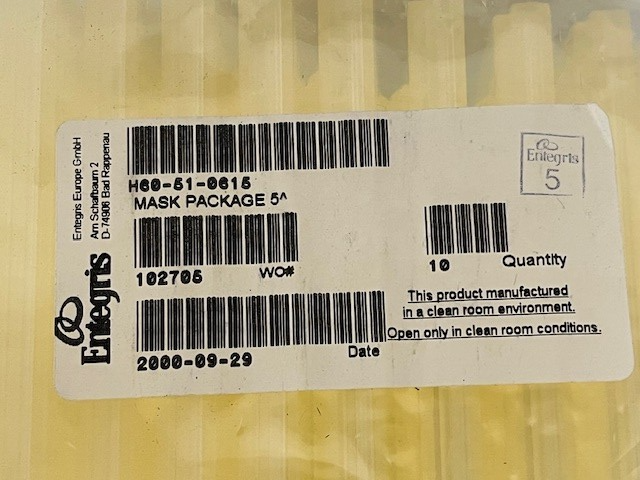 Entegris
Entegris Europe GmbH
Am Schafbaum 2
D-74906 Bad Rappenau
H60-51-0615
MASK PACKAGE 5^
102705 WO#
10 Quantity
2000-09-29 Date
This product manufactured
in a clean room environment.
Open only in clean room conditions.
Entegris
5